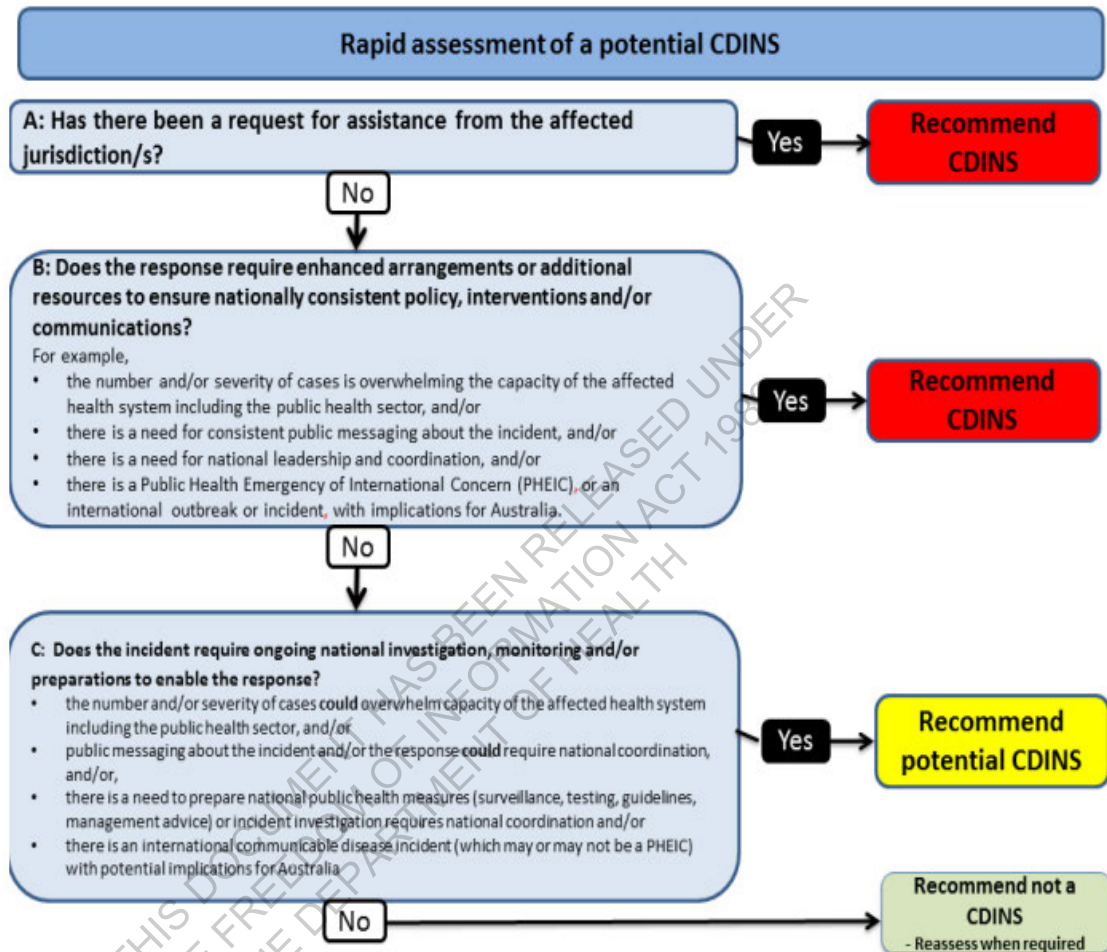 Rapid assessment of a potential CDINS
A: Has there been a request for assistance from the affected
jurisdiction/s?
Yes
Recommend
CDINS
No
B: Does the response require enhanced arrangements or additional
resources to ensure nationally consistent policy, interventions and/or
communications?
For example,
• the number and/or severity of cases is overwhelming the capacity of the affected
health system including the public health sector, and/or
• there is a need for consistent public messaging about the incident, and/or
• there is a need for national leadership and coordination, and/or
• there is a Public Health Emergency of International Concern (PHEIC), or an
international outbreak or incident, with implications for Australia.
Yes
Recommend
CDINS
No
C: Does the incident require ongoing national investigation, monitoring and/or
preparations to enable the response?
• the number and/or severity of cases could overwhelm capacity of the affected health system
including the public health sector, and/or
• public messaging about the incident and/or the response could require national coordination,
and/or,
• there is a need to prepare national public health measures (surveillance, testing, guidelines,
management advice) or incident investigation requires national coordination and/or
• there is an international communicable disease incident (which may or may not be a PHEIC)
with potential implications for Australia
Yes
Recommend
potential CDINS
No
Recommend not a
CDINS
- Reassess when required
THIS DOCUMENT HAS BEEN RELEASED UNDER
FREEDOM OF INFORMATION ACT
DEPARTMENT OF HEALTH